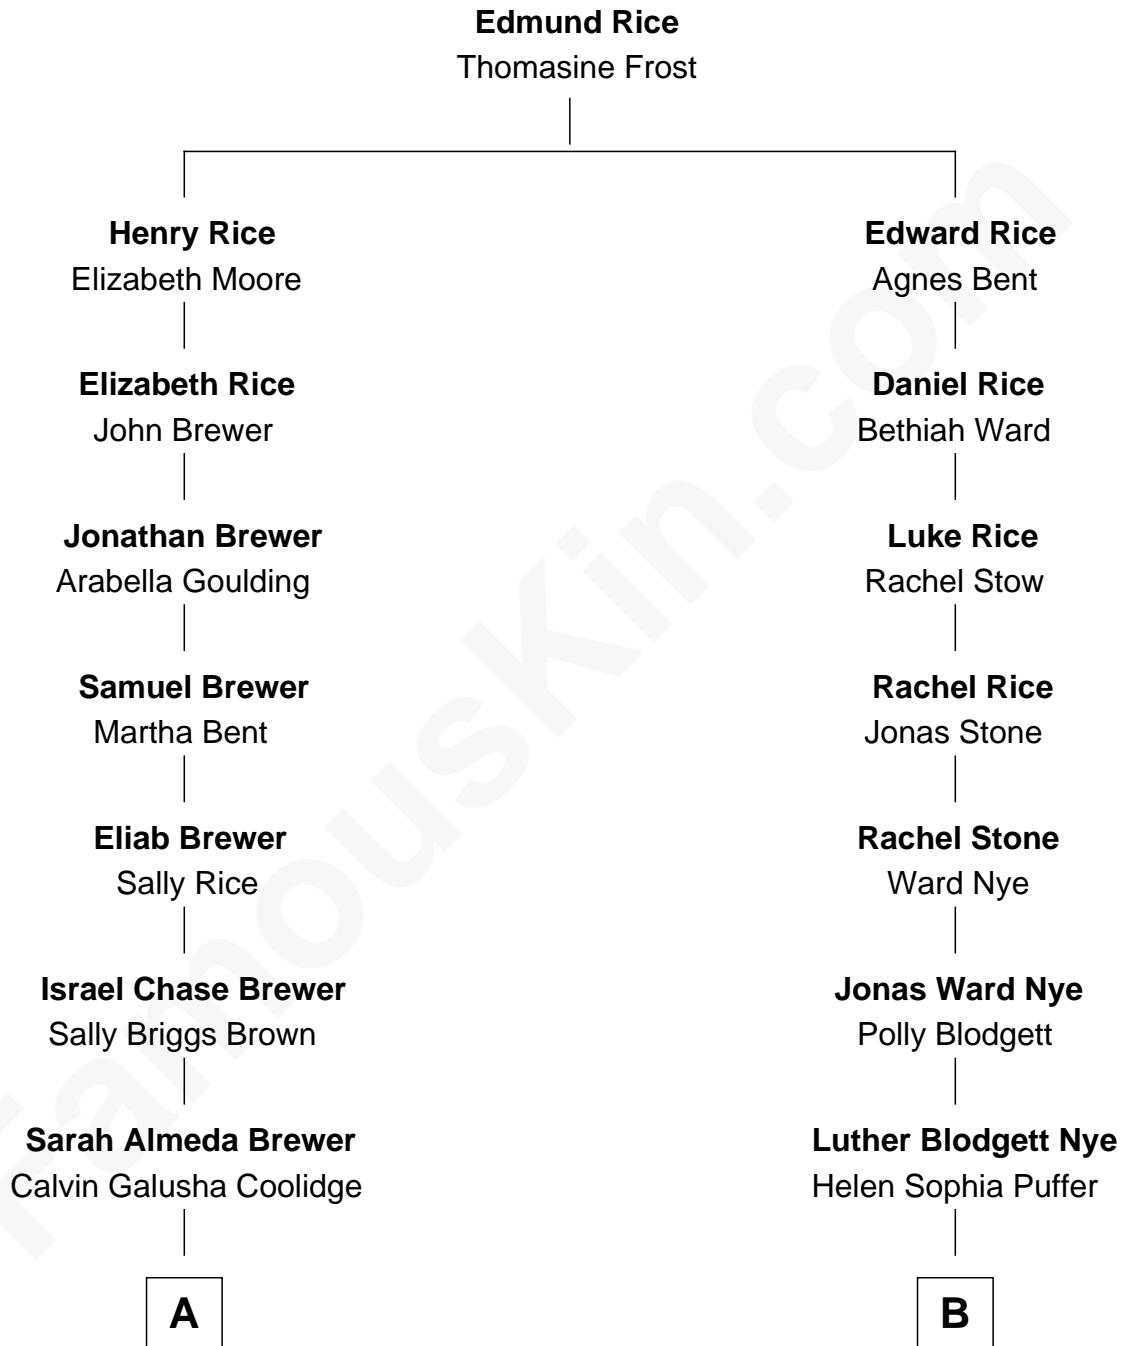 Edmund Rice
Thomasine Frost
Henry Rice
Elizabeth Moore
Elizabeth Rice
John Brewer
Jonathan Brewer
Arabella Goulding
Samuel Brewer
Martha Bent
Eliab Brewer
Sally Rice
Israel Chase Brewer
Sally Briggs Brown
Sarah Almeda Brewer
Calvin Galusha Coolidge
A
Edward Rice
Agnes Bent
Daniel Rice
Bethiah Ward
Luke Rice
Rachel Stow
Rachel Rice
Jonas Stone
Rachel Stone
Ward Nye
Jonas Ward Nye
Polly Blodgett
Luther Blodgett Nye
Helen Sophia Puffer
B
FamousKin.com